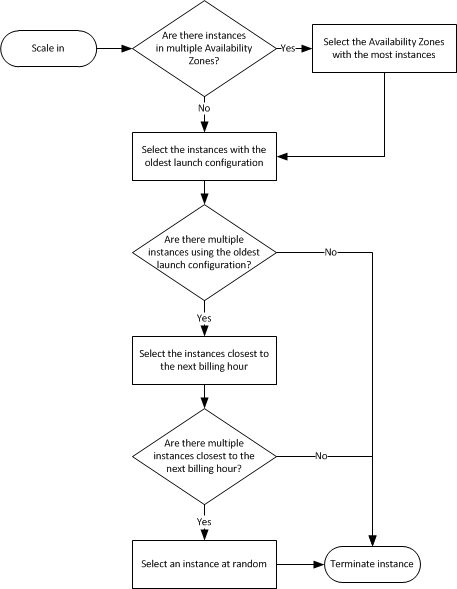 Scale in
Are there instances
in multiple Availability
Zones?
Yes
Select the Availability Zones
with the most instances
No
Select the instances with the
oldest launch configuration
Are there multiple
instances using the oldest
launch configuration?
No
Yes
Select the instances closest to
the next billing hour
Are there multiple
instances closest to the
next billing hour?
No
Yes
Select an instance at random
Terminate instance